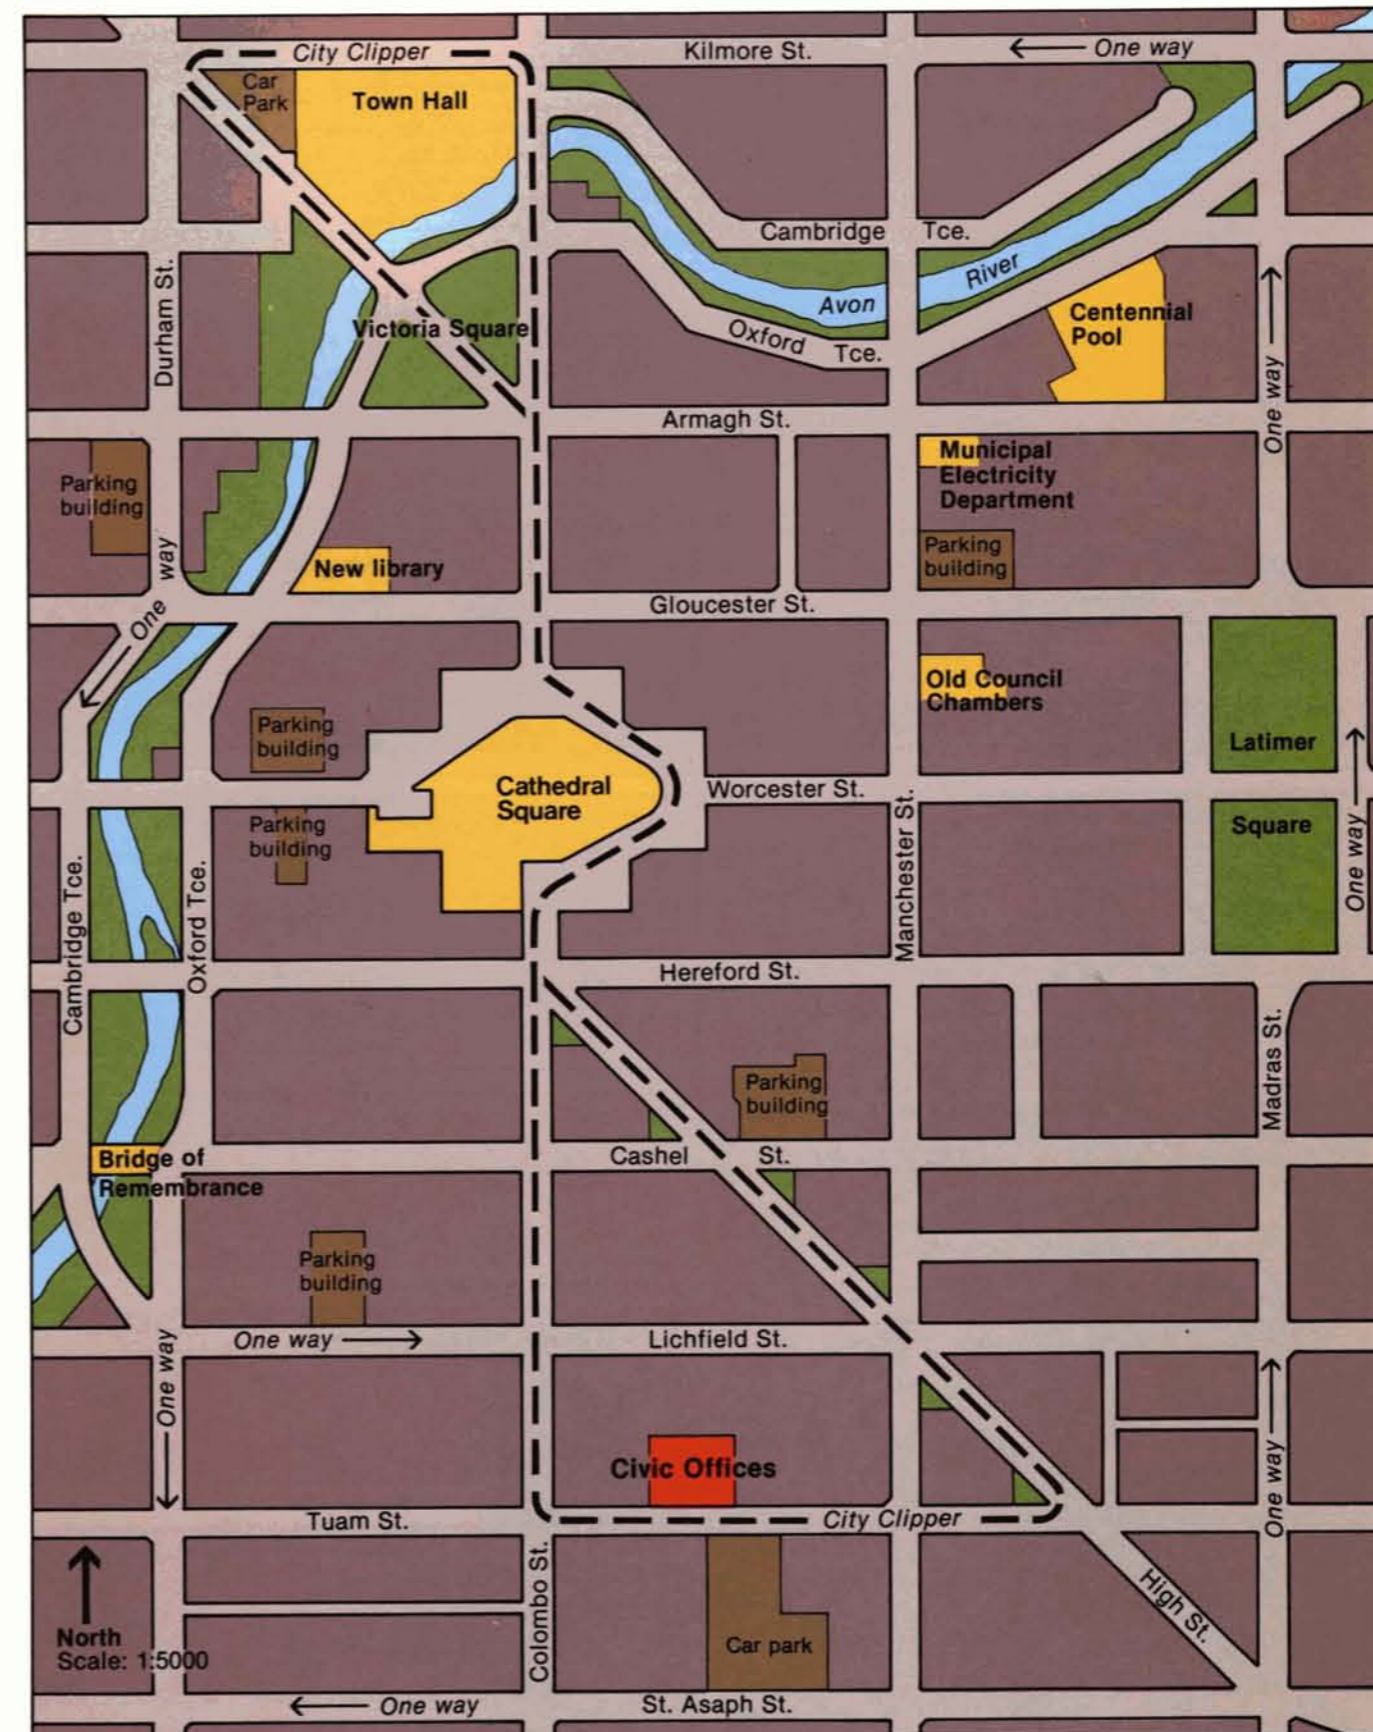 City Clipper
Kilmore St.
One way
Car
Park
Town Hall
Cambridge Tce.
River
Avon
Durham St.
Victoria Square
Oxford Tce.
Centennial
Pool
One way
Armagh St.
Municipal
Electricity
Department
Parking
building
Parking
building
One way
New library
Gloucester St.
Old Council
Chambers
Latimer
Square
Parking
building
Cathedral
Square
Worcester St.
Parking
building
Manchester St.
One way
Cambridge Tce.
Oxford Tce.
Hereford St.
Madras St.
Parking
building
Cashel St.
Bridge of
Remembrance
Parking
building
One way
Lichfield St.
One way
Civic Offices
One way
Tuam St.
City Clipper
Colombo St.
High St.
North
Scale: 1:5000
Car park
One way
St. Asaph St.